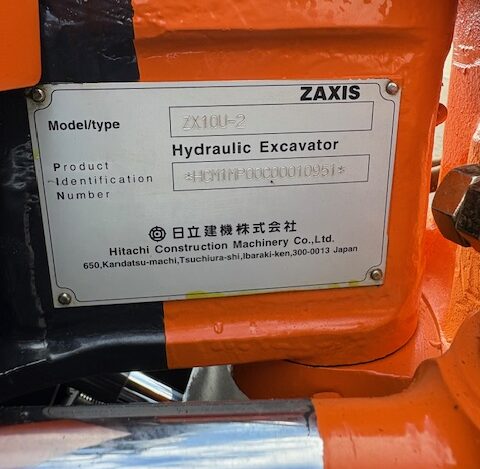 ZAXIS
Model/type ZX10U-2
Hydraulic Excavator
Product
Identification *HCM1MP00C00010951*
Number
日立建機株式会社
Hitachi Construction Machinery Co.,Ltd.
650,Kandatsu-machi,Tsuchiura-shi,Ibaraki-ken,300-0013 Japan